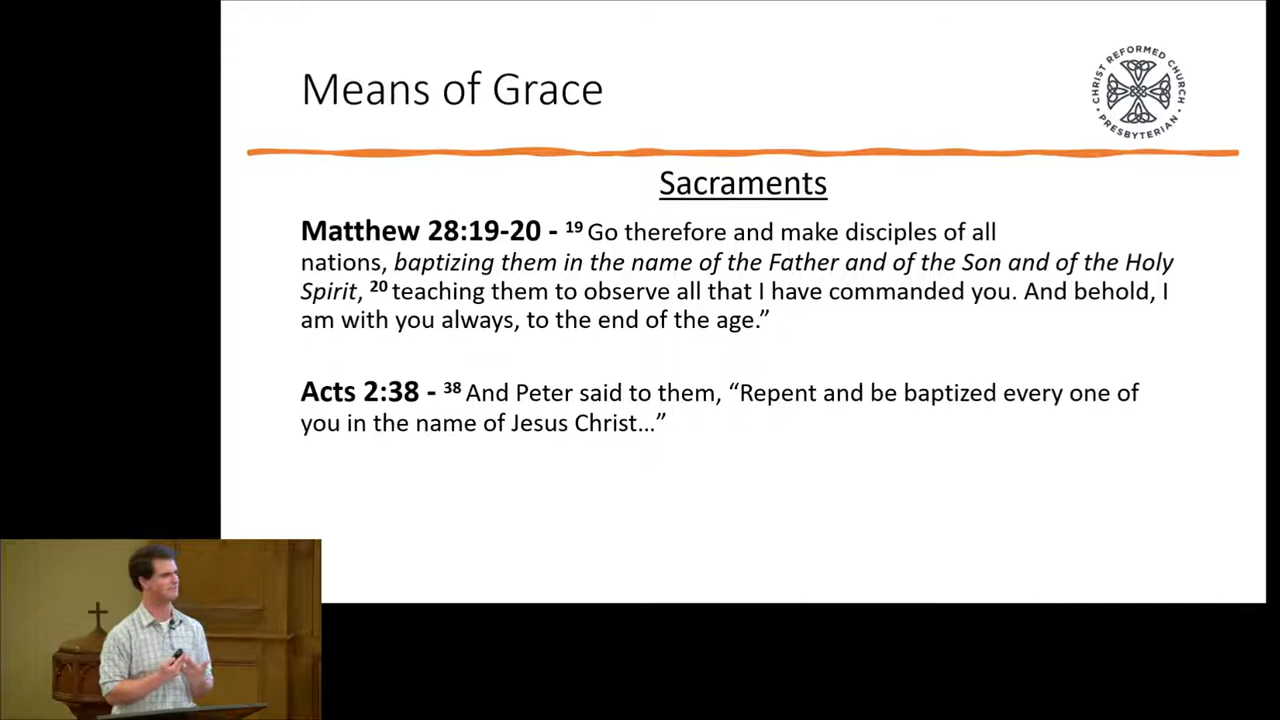 Means of Grace
CHRIST REFORMED CHURCH
• PRESBYTERIAN •
Sacraments
Matthew 28:19-20 - 19 Go therefore and make disciples of all
nations, baptizing them in the name of the Father and of the Son and of the Holy
Spirit, 20 teaching them to observe all that I have commanded you. And behold, I
am with you always, to the end of the age.”
Acts 2:38 - 38 And Peter said to them, “Repent and be baptized every one of
you in the name of Jesus Christ…”